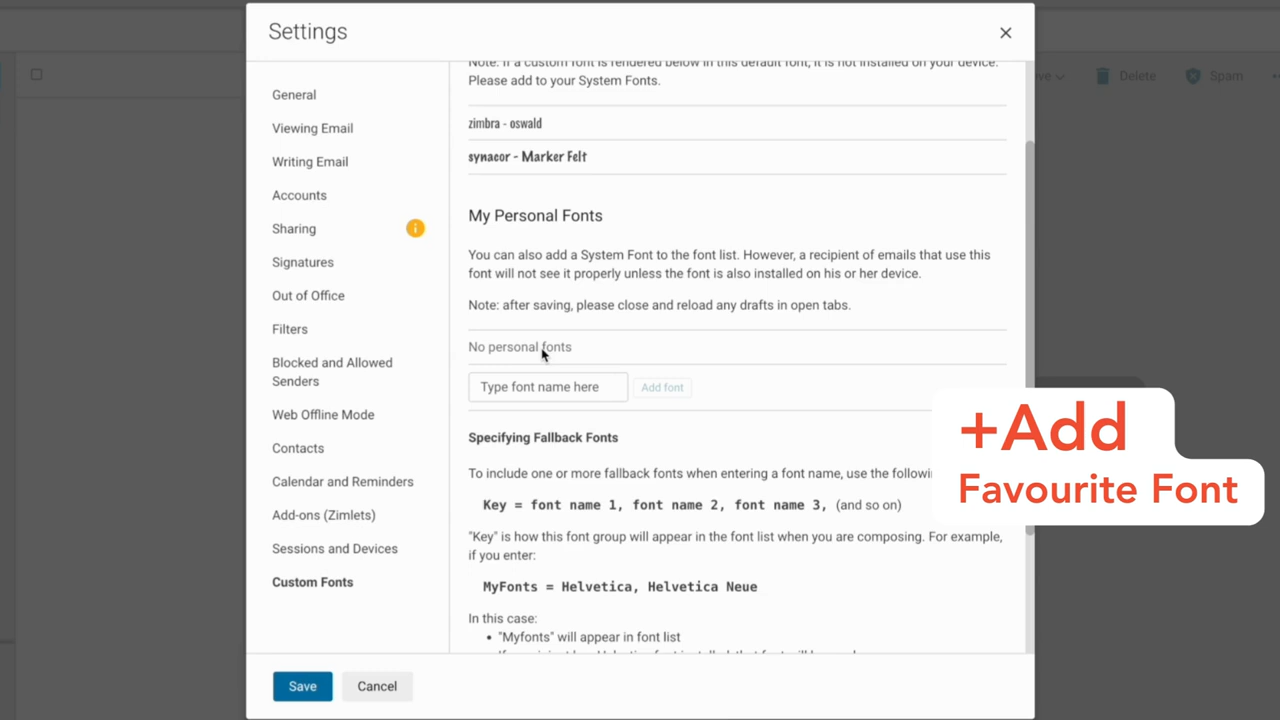 Settings
ve
Delete
Spam
General
Viewing Email
Writing Email
Accounts
Sharing
Signatures
Out of Office
Filters
Blocked and Allowed
Senders
Web Offline Mode
Contacts
Calendar and Reminders
Add-ons (Zimlets)
Sessions and Devices
Custom Fonts
Note: If a custom font is rendered below in this default font, it is not installed on your device.
Please add to your System Fonts.
zimbra - oswald
synacor - Marker Felt
My Personal Fonts
You can also add a System Font to the font list. However, a recipient of emails that use this
font will not see it properly unless the font is also installed on his or her device.
Note: after saving, please close and reload any drafts in open tabs.
No personal fonts
Type font name here
Add font
+Add
Favourite Font
Specifying Fallback Fonts
To include one or more fallback fonts when entering a font name, use the followi
Key = font name 1, font name 2, font name 3, (and so on)
"Key" is how this font group will appear in the font list when you are composing. For example,
if you enter:
MyFonts = Helvetica, Helvetica Neue
In this case:
• "Myfonts" will appear in font list
Save
Cancel